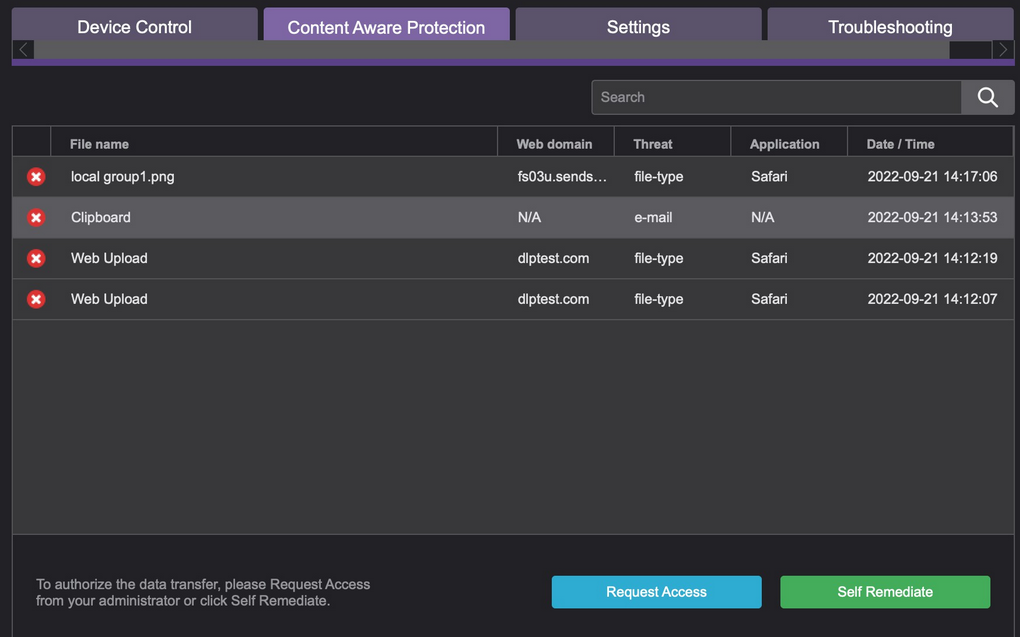 Device Control Content Aware Protection Settings Troubleshooting
Search
File name Web domain Threat Application Date / Time
local group1.png fs03u.sends... file-type Safari 2022-09-21 14:17:06
Clipboard N/A e-mail N/A 2022-09-21 14:13:53
Web Upload dlptest.com file-type Safari 2022-09-21 14:12:19
Web Upload dlptest.com file-type Safari 2022-09-21 14:12:07
To authorize the data transfer, please Request Access
from your administrator or click Self Remediate.
Request Access Self Remediate